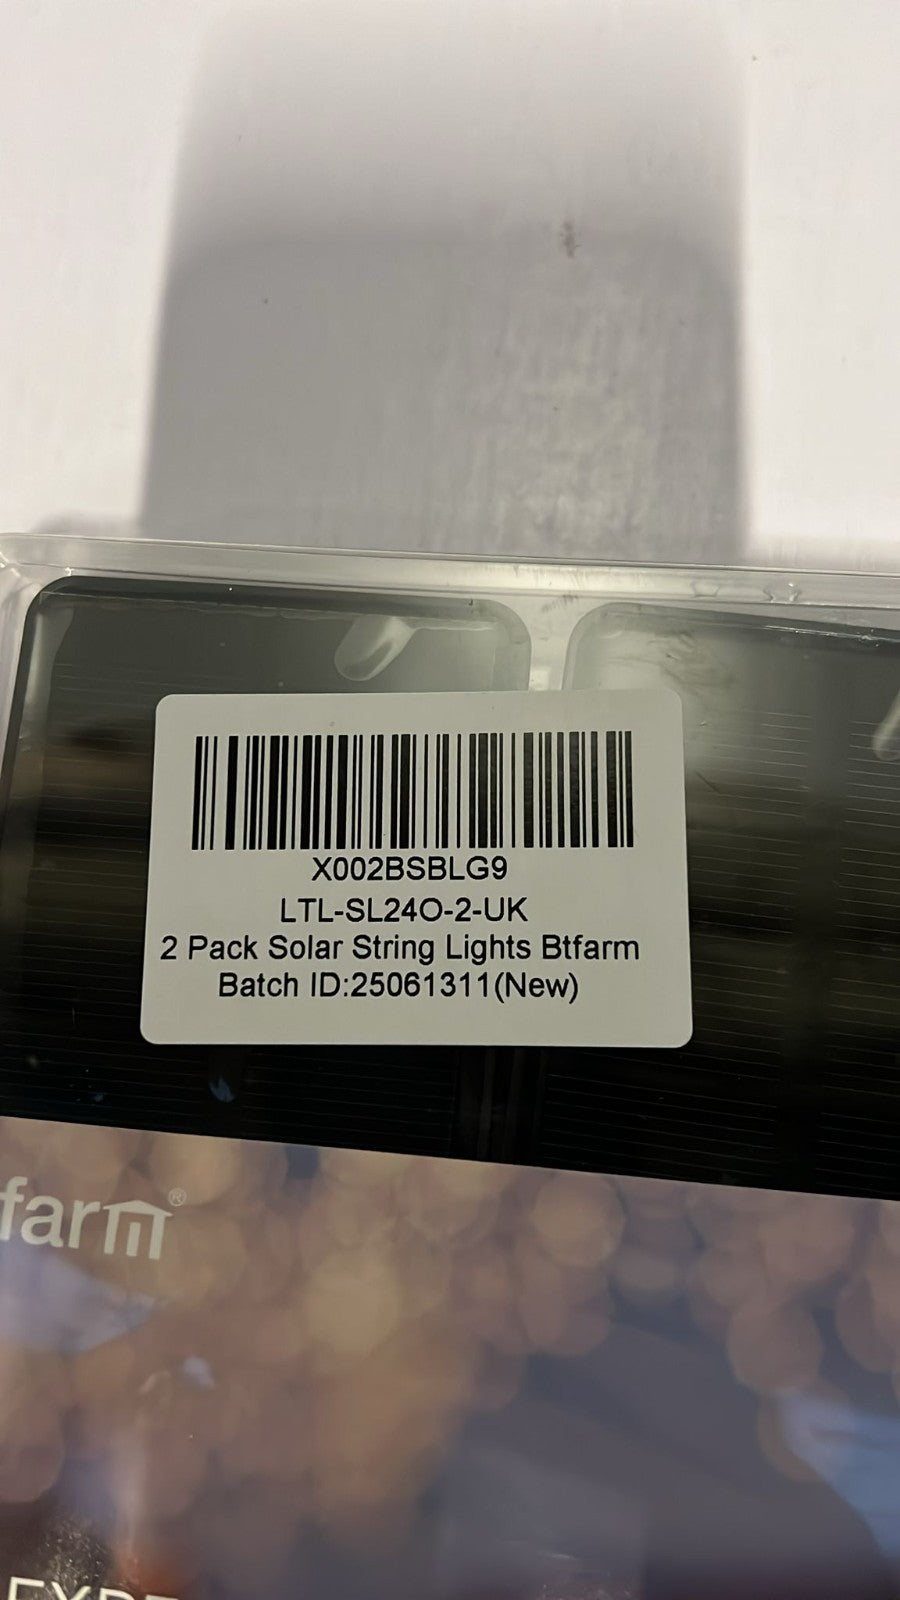 X002BSBLG9
LTL-SL24O-2-UK
2 Pack Solar String Lights Btfarm
Batch ID:25061311(New)
farm®